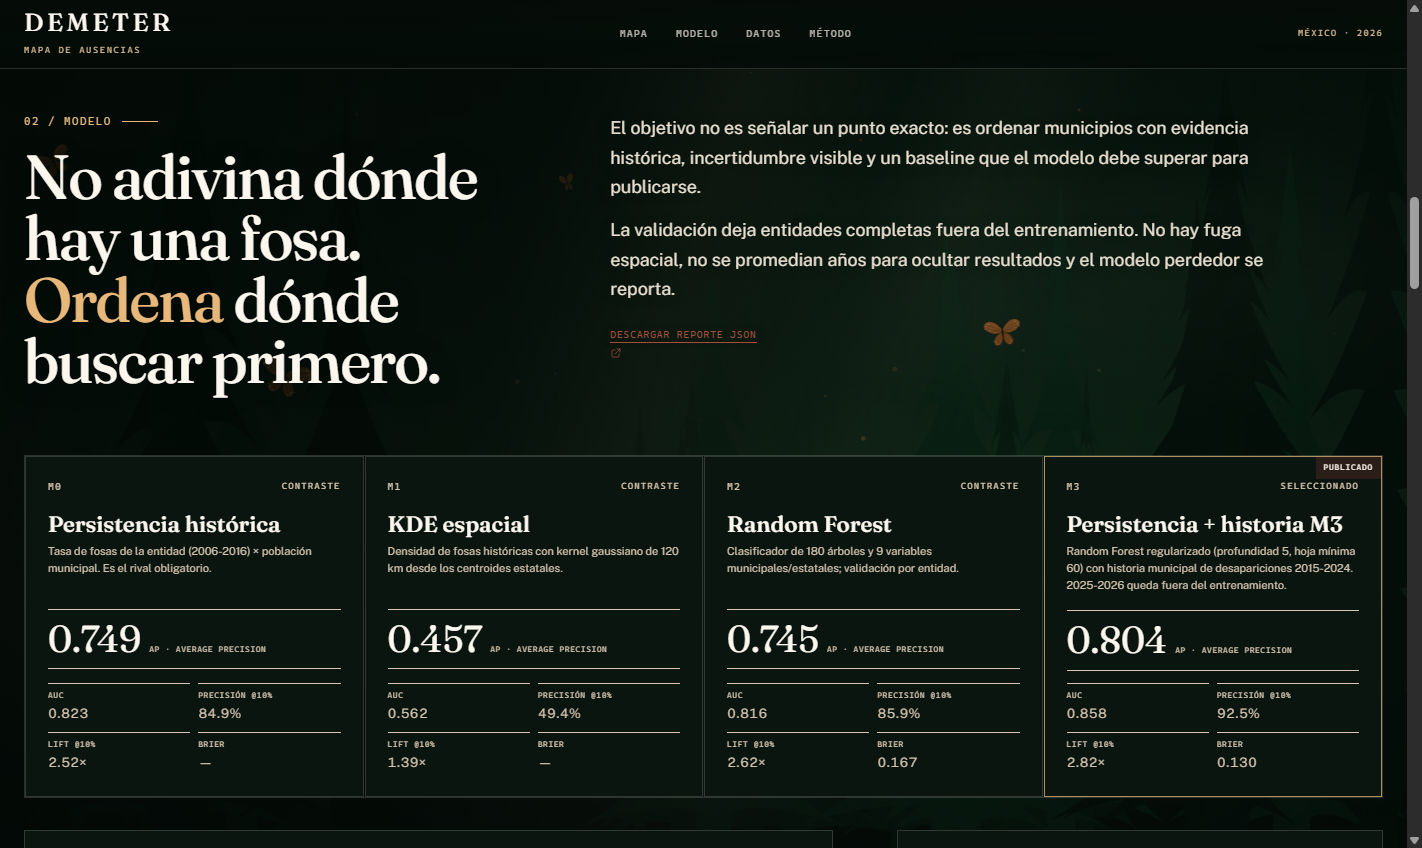 DEMETER
MAPA DE AUSENCIAS
MAPA MODELO DATOS MÉTODO
MÉXICO · 2026
02 / MODELO
No adivina dónde
hay una fosa.
Ordena dónde
buscar primero.
El objetivo no es señalar un punto exacto: es ordenar municipios con evidencia
histórica, incertidumbre visible y un baseline que el modelo debe superar para
publicarse.
La validación deja entidades completas fuera del entrenamiento. No hay fuga
espacial, no se promedian años para ocultar resultados y el modelo perdedor se
reporta.
DESCARGAR REPORTE JSON
M0 CONTRASTE
Persistencia histórica
Tasa de fosas de la entidad (2006-2016) × población
municipal. Es el rival obligatorio.
0.749 AP · AVERAGE PRECISION
AUC PRECISIÓN @10%
0.823 84.9%
LIFT @10% BRIER
2.52× —
M1 CONTRASTE
KDE espacial
Densidad de fosas históricas con kernel gaussiano de 120
km desde los centroides estatales.
0.457 AP · AVERAGE PRECISION
AUC PRECISIÓN @10%
0.562 49.4%
LIFT @10% BRIER
1.39× —
M2 CONTRASTE
Random Forest
Clasificador de 180 árboles y 9 variables
municipales/estatales; validación por entidad.
0.745 AP · AVERAGE PRECISION
AUC PRECISIÓN @10%
0.816 85.9%
LIFT @10% BRIER
2.62× 0.167
PUBLICADO
M3 SELECCIONADO
Persistencia + historia M3
Random Forest regularizado (profundidad 5, hoja mínima
60) con historia municipal de desapariciones 2015-2024.
2025-2026 queda fuera del entrenamiento.
0.804 AP · AVERAGE PRECISION
AUC PRECISIÓN @10%
0.858 92.5%
LIFT @10% BRIER
2.82× 0.130